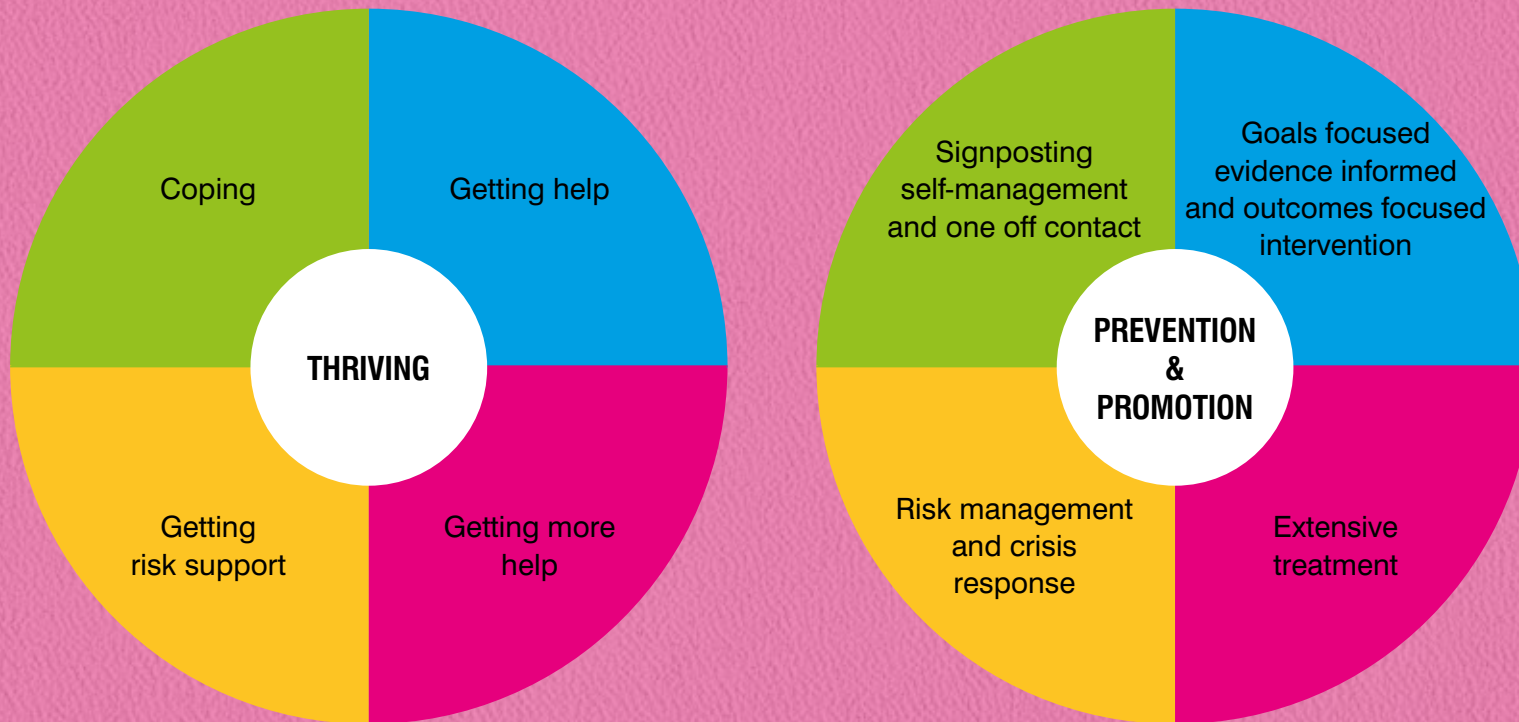 Coping
Getting help
THRIVING
Getting
risk support
Getting more
help
Signposting
self-management
and one off contact
Goals focused
evidence informed
and outcomes focused
intervention
PREVENTION
&
PROMOTION
Risk management
and crisis
response
Extensive
treatment